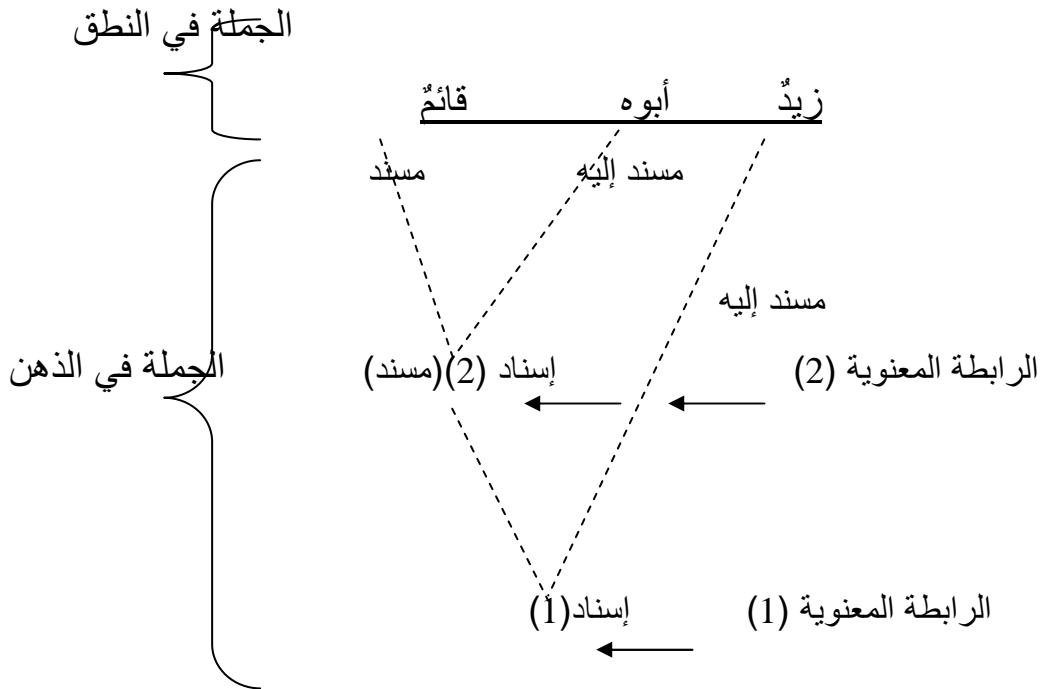 الجملة في النطق
زيدٌ أبوه قائمٌ
مسند إليه مسند
مسند إليه
الرابطة المعنوية (2) إسناد (2)(مسند) الجملة في الذهن
الرابطة المعنوية (1) إسناد(1)